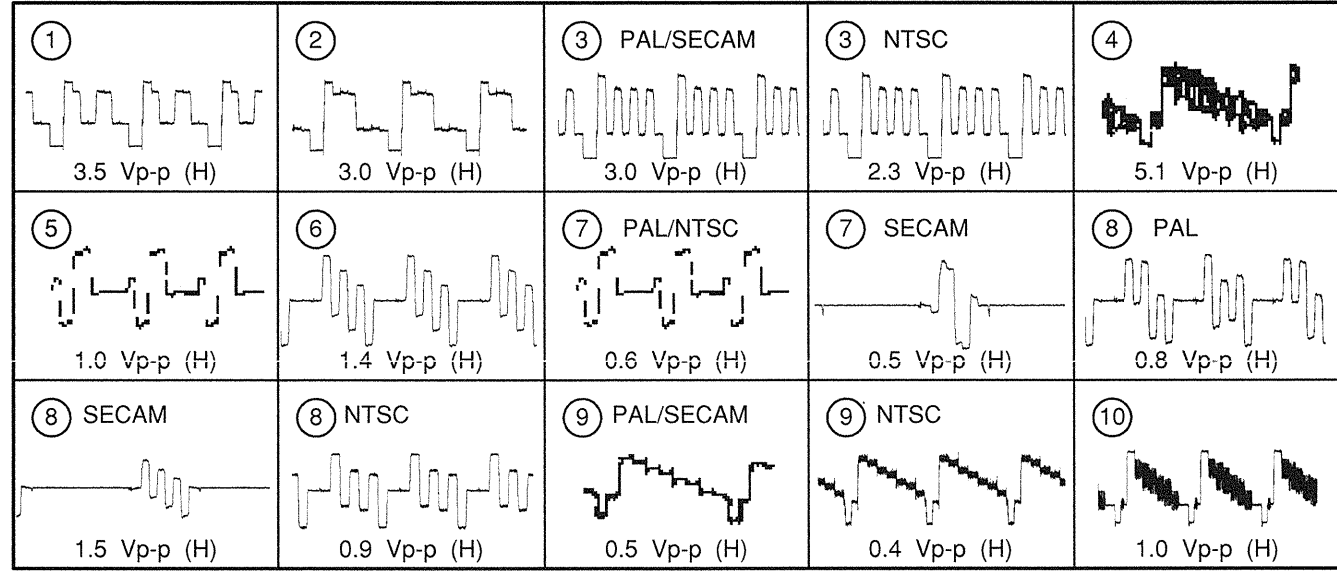 1
3.5 Vp-p (H)
2
3.0 Vp-p (H)
3 PAL/SECAM
3.0 Vp-p (H)
3 NTSC
2.3 Vp-p (H)
4
5.1 Vp-p (H)
5
1.0 Vp-p (H)
6
1.4 Vp-p (H)
7 PAL/NTSC
0.6 Vp-p (H)
7 SECAM
0.5 Vp-p (H)
8 PAL
0.8 Vp-p (H)
8 SECAM
1.5 Vp-p (H)
8 NTSC
0.9 Vp-p (H)
9 PAL/SECAM
0.5 Vp-p (H)
9 NTSC
0.4 Vp-p (H)
10
1.0 Vp-p (H)